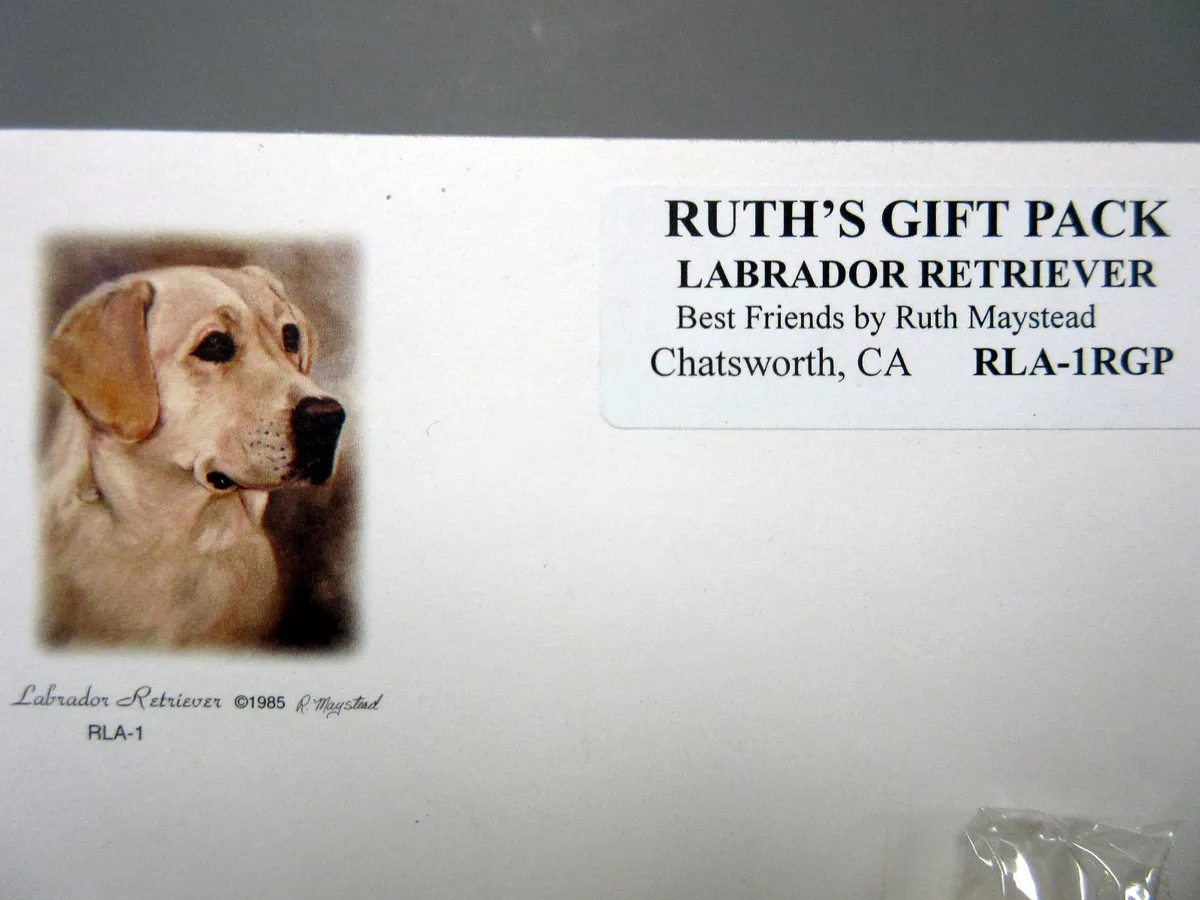 RUTH'S GIFT PACK
LABRADOR RETRIEVER
Best Friends by Ruth Maystead
Chatsworth, CA RLA-1RGP
Labrador Retriever ©1985 R. Maystead
RLA-1